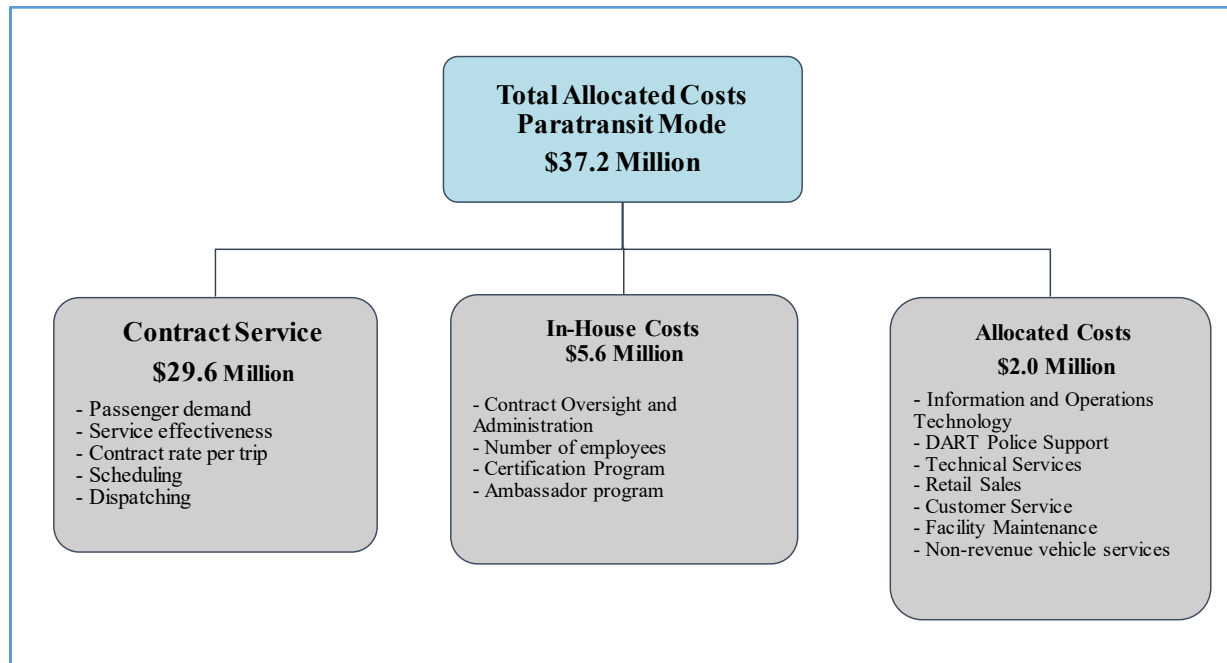 Total Allocated Costs
Paratransit Mode
$37.2 Million
Contract Service
$29.6 Million
- Passenger demand
- Service effectiveness
- Contract rate per trip
- Scheduling
- Dispatching
In-House Costs
$5.6 Million
- Contract Oversight and
Administration
- Number of employees
- Certification Program
- Ambassador program
Allocated Costs
$2.0 Million
- Information and Operations
Technology
- DART Police Support
- Technical Services
- Retail Sales
- Customer Service
- Facility Maintenance
- Non-revenue vehicle services